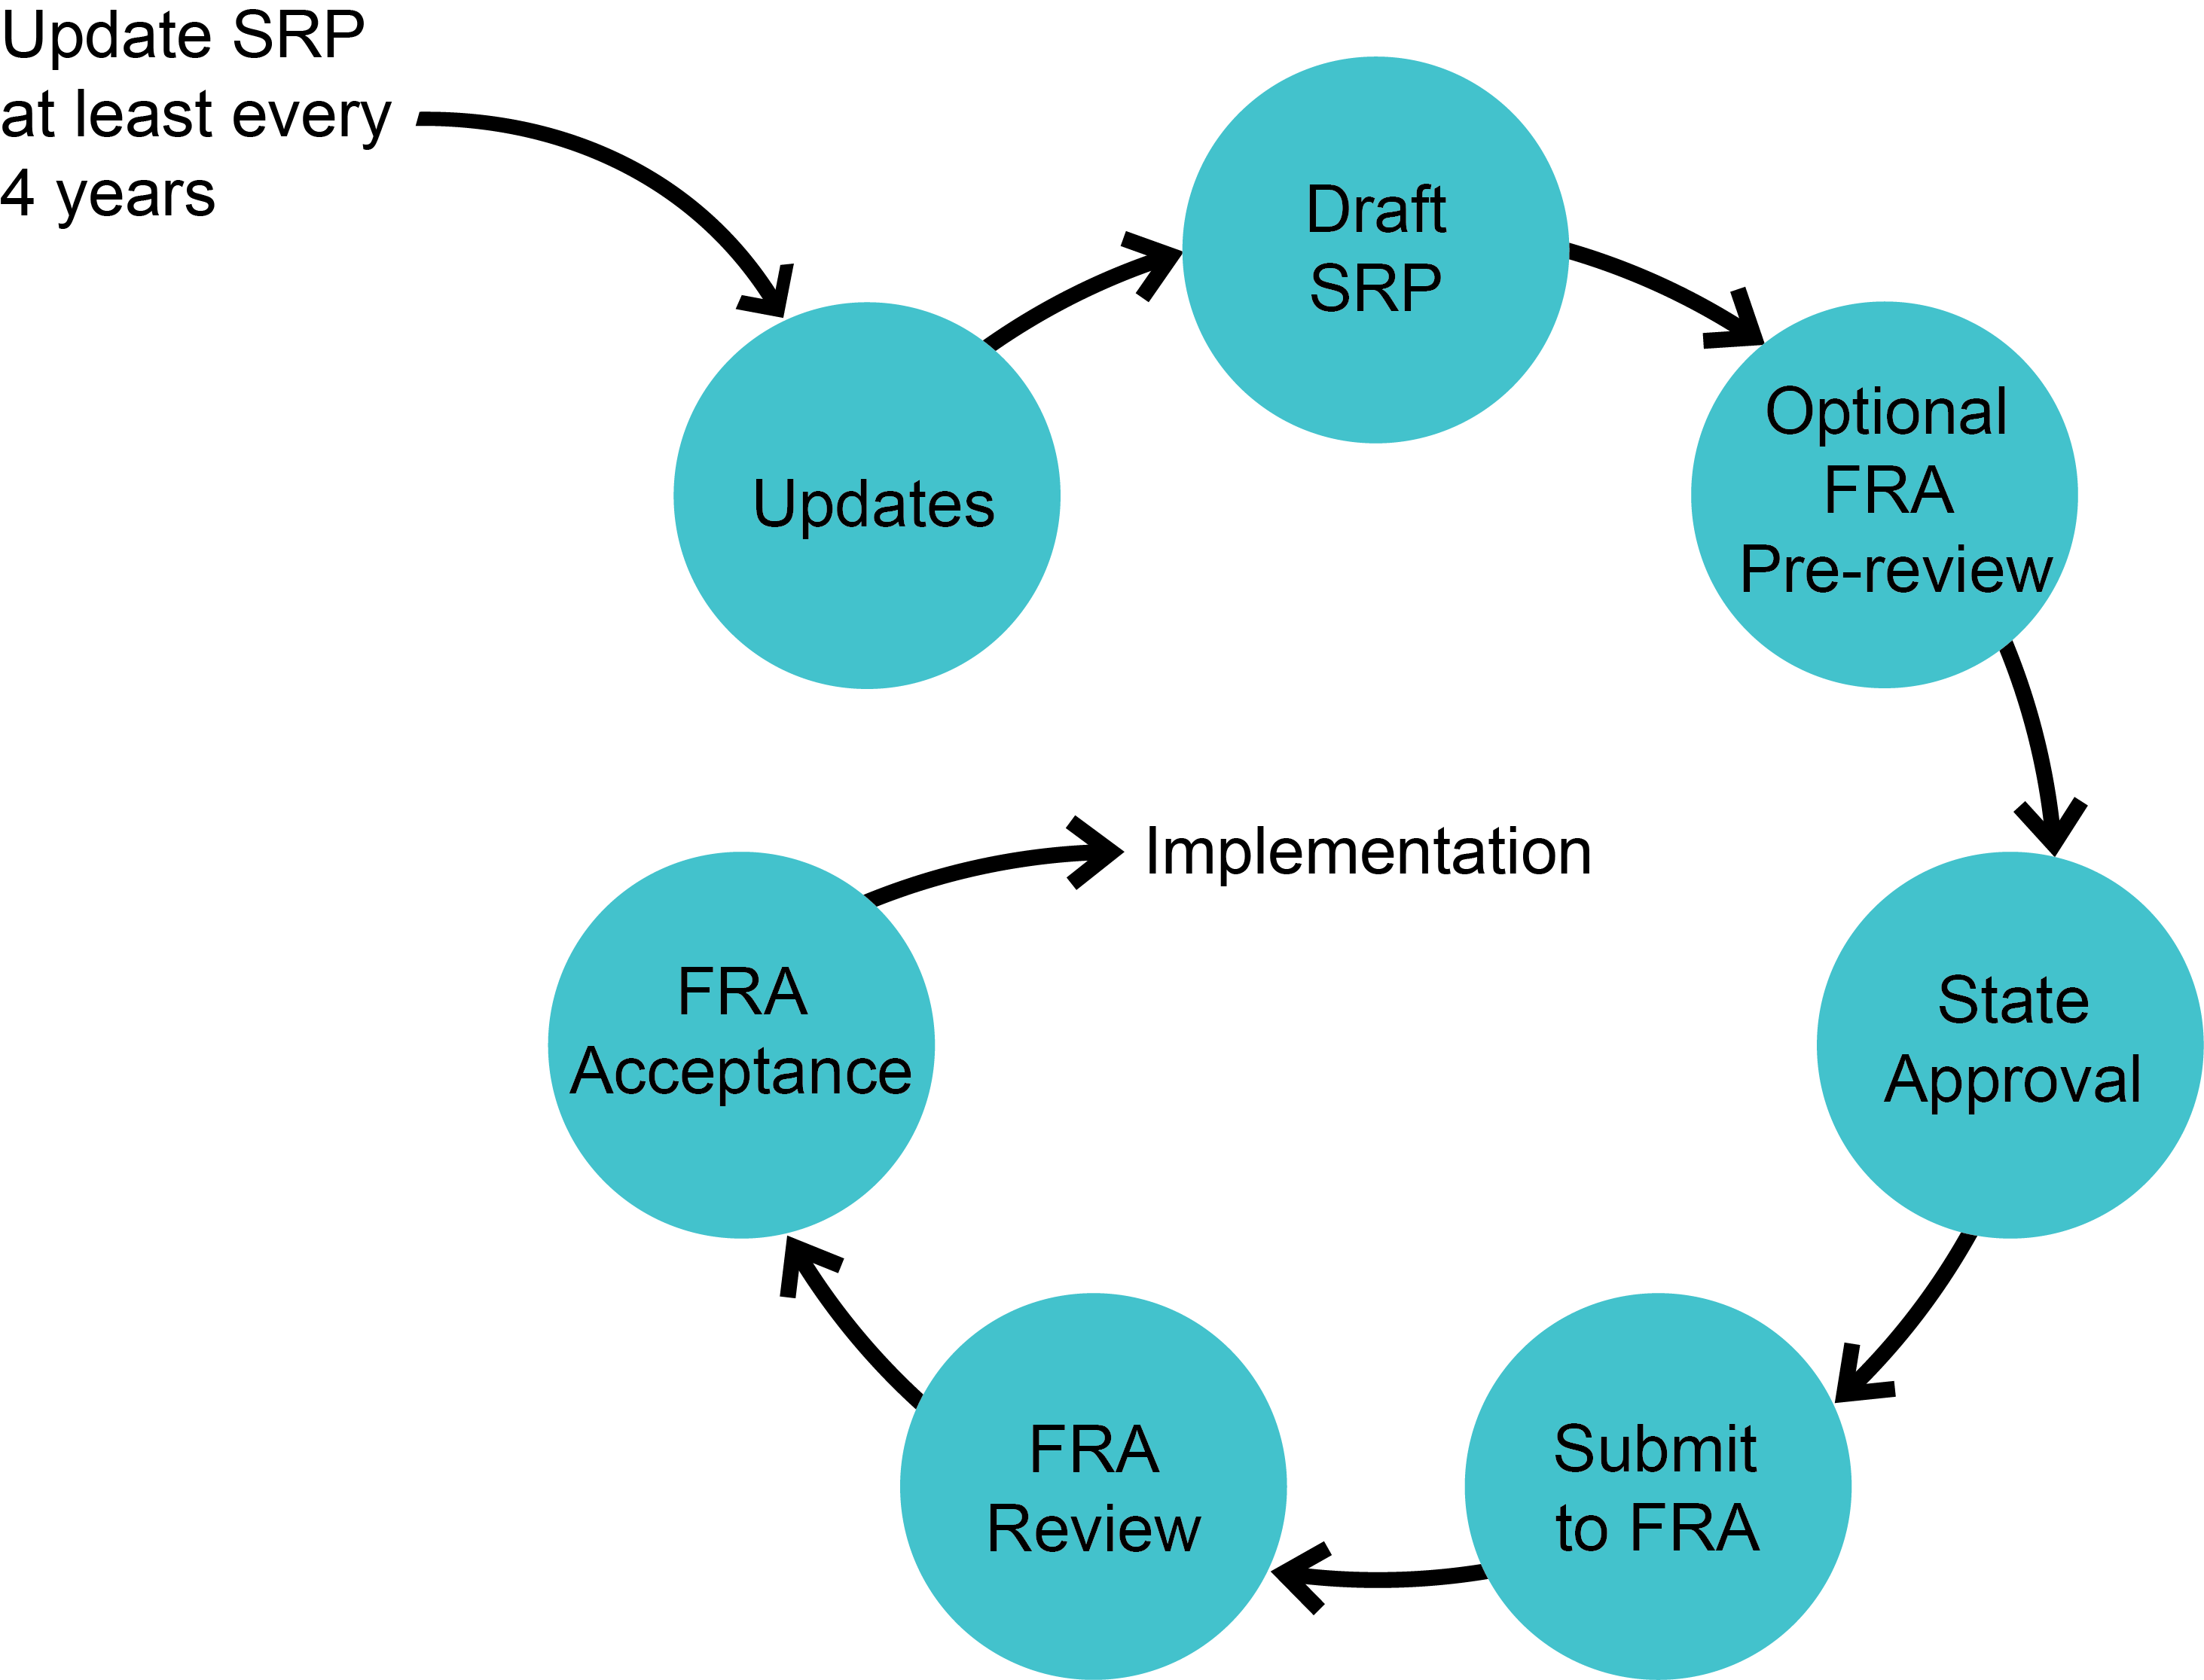 Update SRP
at least every
4 years
Updates
Draft
SRP
Optional
FRA
Pre-review
State
Approval
Submit
to FRA
FRA
Review
FRA
Acceptance
Implementation